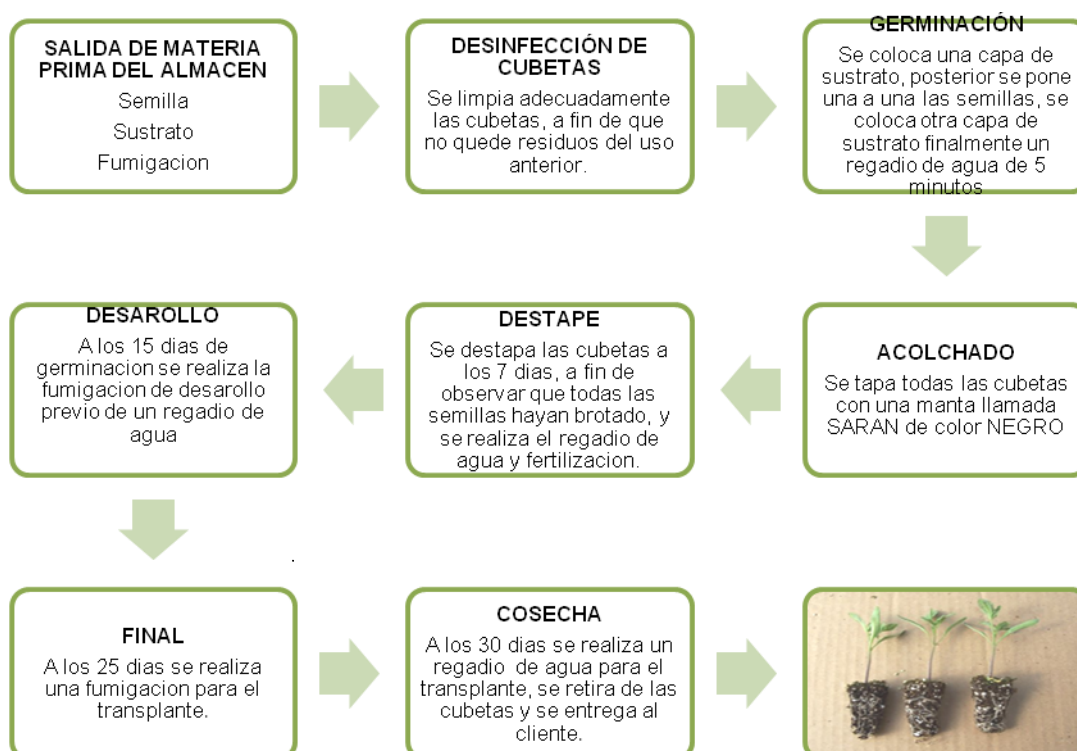 SALIDA DE MATERIA
PRIMA DEL ALMACEN
Semilla
Sustrato
Fumigacion
DESINFECCIÓN DE
CUBETAS
Se limpia adecuadamente
las cubetas, a fin de que
no quede residuos del uso
anterior.
GERMINACIÓN
Se coloca una capa de
sustrato, posterior se pone
una a una las semillas, se
coloca otra capa de
sustrato finalmente un
regadio de agua de 5
minutos
ACOLCHADO
Se tapa todas las cubetas
con una manta llamada
SARAN de color NEGRO
DESTAPE
Se destapa las cubetas a
los 7 dias, a fin de
observar que todas las
semillas hayan brotado, y
se realiza el regadio de
agua y fertilizacion.
DESAROLLO
A los 15 dias de
germinacion se realiza la
fumigacion de desarollo
previo de un regadio de
agua
FINAL
A los 25 dias se realiza
una fumigacion para el
transplante.
COSECHA
A los 30 dias se realiza un
regadio de agua para el
transplante, se retira de las
cubetas y se entrega al
cliente.